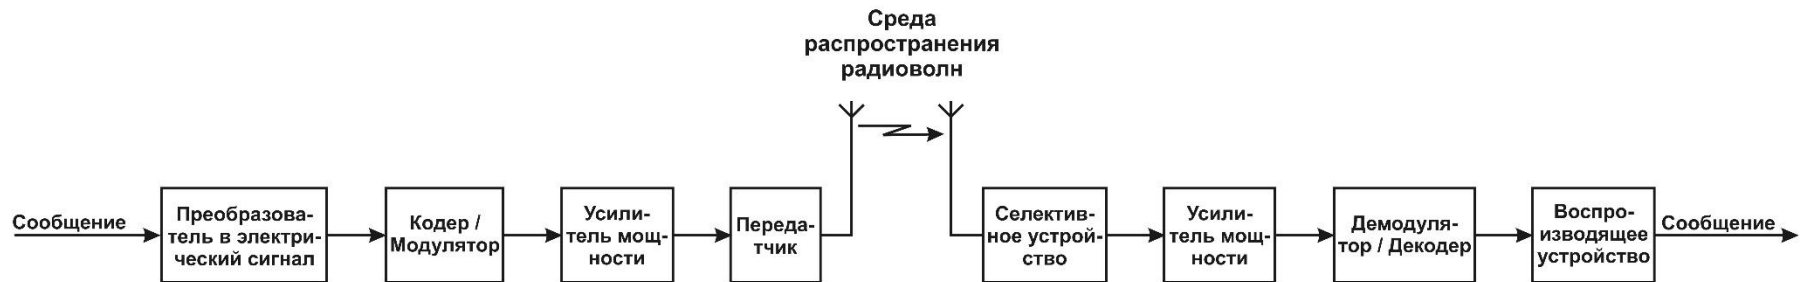 Среда
распространения
радиоволн
Сообщение
Преобразова-
тель в электри-
ческий сигнал
Кодер /
Модулятор
Усили-
тель мощ-
ности
Переда-
тчик
Селектив-
ное устрой-
ство
Усили-
тель мощ-
ности
Демодуля-
тор / Декодер
Воспро-
изводящее
устройство
Сообщение